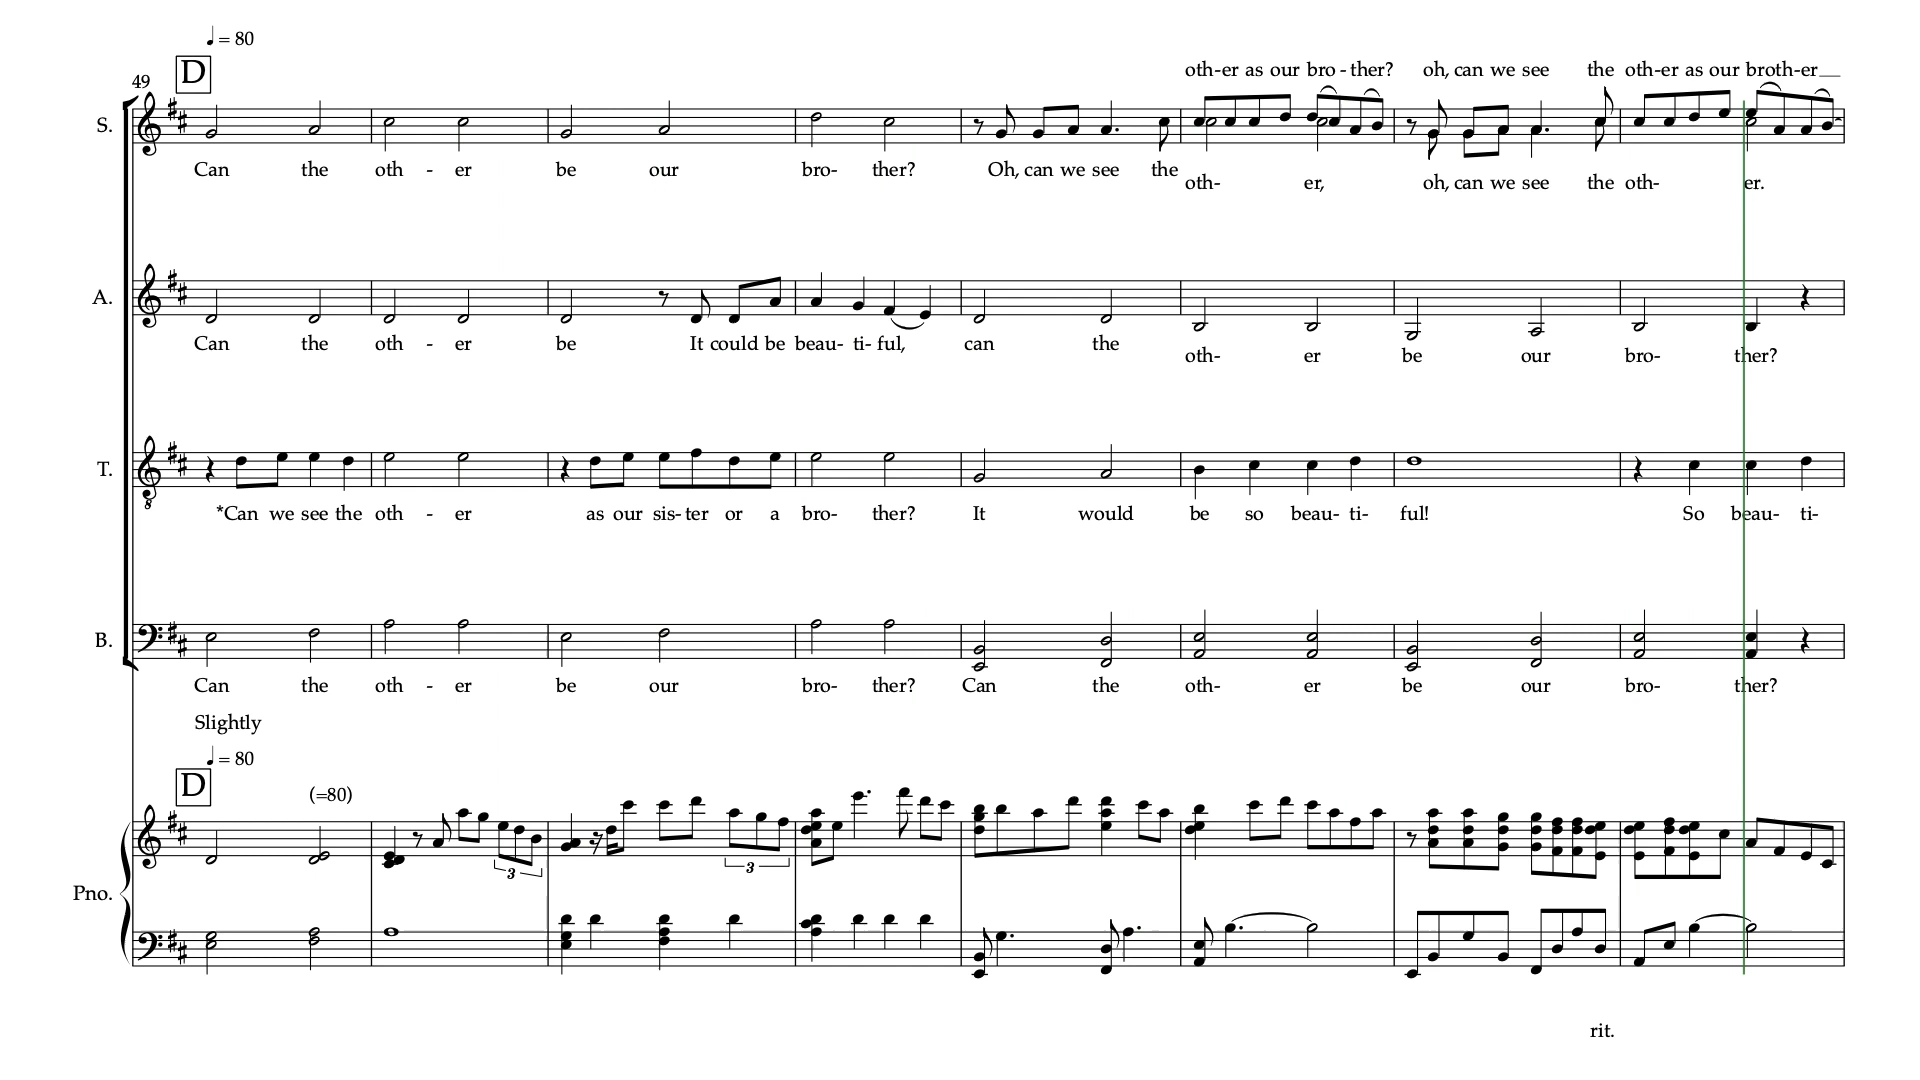 ♩ = 80
D
49
oth-er as our bro - ther? oh, can we see the oth-er as our broth-er__
S.
Can the oth - er be our bro- ther? Oh, can we see the
oth- er, oh, can we see the oth- er.
A.
Can the oth - er be It could be beau- ti- ful, can the
oth- er be our bro- ther?
T.
8
*Can we see the oth - er as our sis- ter or a bro- ther? It would be so beau- ti- ful! So beau- ti-
B.
Can the oth - er be our bro- ther? Can the oth- er be our bro- ther?
Slightly
♩ = 80
D
(=80)
3
3
Pno.
rit.